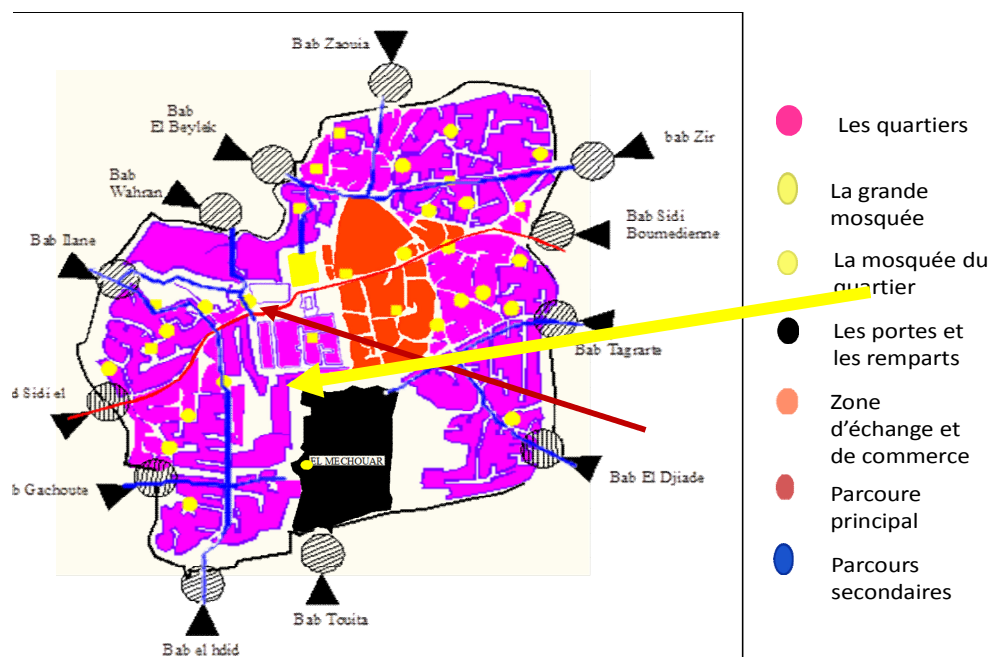 Bab Zaouia
Bab
El Beylek
bab Zir
Bab
Wahran
Bab Sidi
Boumedienne
Bab Ilane
Bab Tagrarte
d Sidi el
EL MECHOUAR
b Gachoute
Bab El Djiade
Bab Touita
Bab el hdid
Les quartiers
La grande
mosquée
La mosquée du
quartier
Les portes et
les remparts
Zone
d’échange et
de commerce
Parcoure
principal
Parcours
secondaires